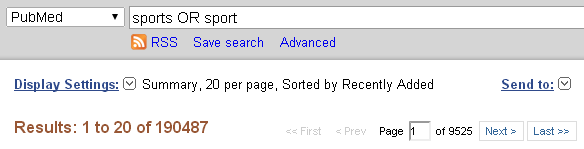 PubMed sports OR sport
RSS Save search Advanced
Display Settings: Summary, 20 per page, Sorted by Recently Added Send to:
Results: 1 to 20 of 190487 << First < Prev Page 1 of 9525 Next > Last >>